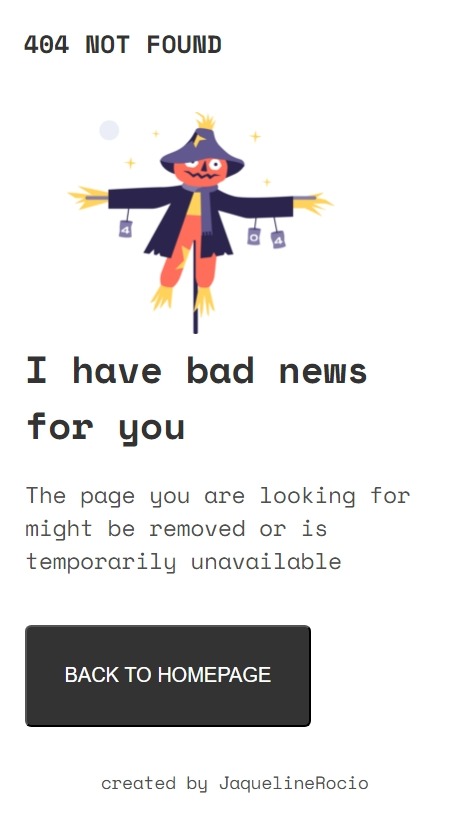 404 NOT FOUND
4
0
4
I have bad news
for you
The page you are looking for
might be removed or is
temporarily unavailable
BACK TO HOMEPAGE
created by JaquelineRocio